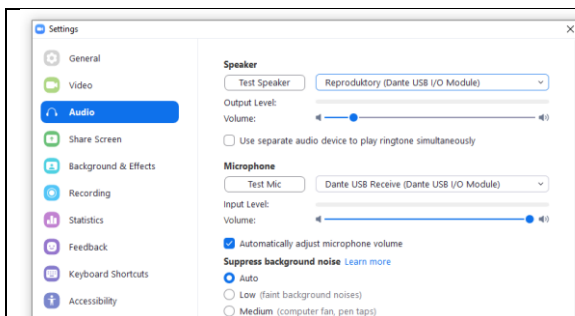 Settings
General
Video
Audio
Share Screen
Background & Effects
Recording
Statistics
Feedback
Keyboard Shortcuts
Accessibility
Speaker
Test Speaker Reproduktory (Dante USB I/O Module)
Output Level:
Volume:
Use separate audio device to play ringtone simultaneously
Microphone
Test Mic Dante USB Receive (Dante USB I/O Module)
Input Level:
Volume:
Automatically adjust microphone volume
Suppress background noise Learn more
Auto
Low (faint background noises)
Medium (computer fan, pen taps)